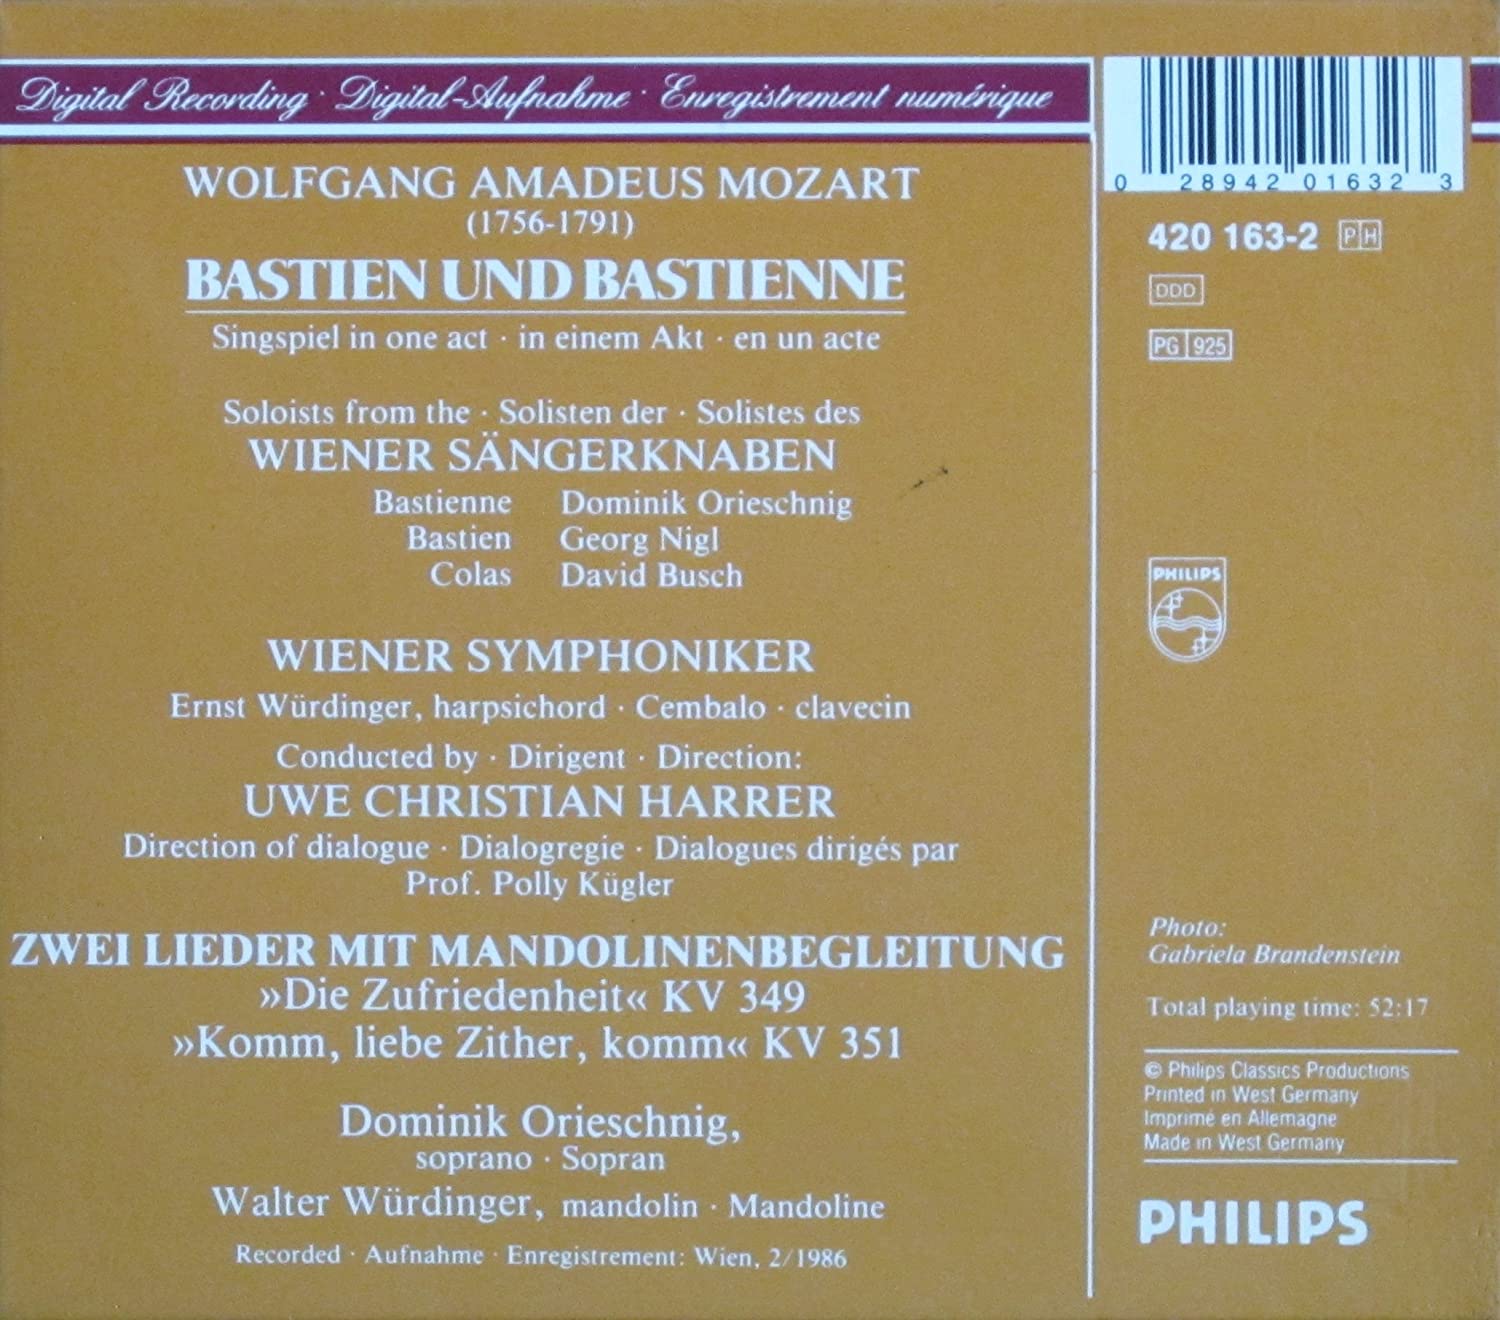 Digital Recording · Digital-Aufnahme · Enregistrement numérique
WOLFGANG AMADEUS MOZART
(1756-1791)
BASTIEN UND BASTIENNE
Singspiel in one act · in einem Akt · en un acte
Soloists from the · Solisten der · Solistes des
WIENER SÄNGERKNABEN
Bastienne Dominik Orieschnig
Bastien Georg Nigl
Colas David Busch
WIENER SYMPHONIKER
Ernst Würdinger, harpsichord · Cembalo · clavecin
Conducted by · Dirigent · Direction:
UWE CHRISTIAN HARRER
Direction of dialogue · Dialogregie · Dialogues dirigés par
Prof. Polly Kügler
ZWEI LIEDER MIT MANDOLINENBEGLEITUNG
»Die Zufriedenheit« KV 349
»Komm, liebe Zither, komm« KV 351
Dominik Orieschnig,
soprano · Sopran
Walter Würdinger, mandolin · Mandoline
Recorded · Aufnahme · Enregistrement: Wien, 2/1986
0 28942 01632 3
420 163-2 PH
DDD
PG 925
PHILIPS
Photo:
Gabriela Brandenstein
Total playing time: 52:17
© Philips Classics Productions
Printed in West Germany
Imprimé en Allemagne
Made in West Germany
PHILIPS